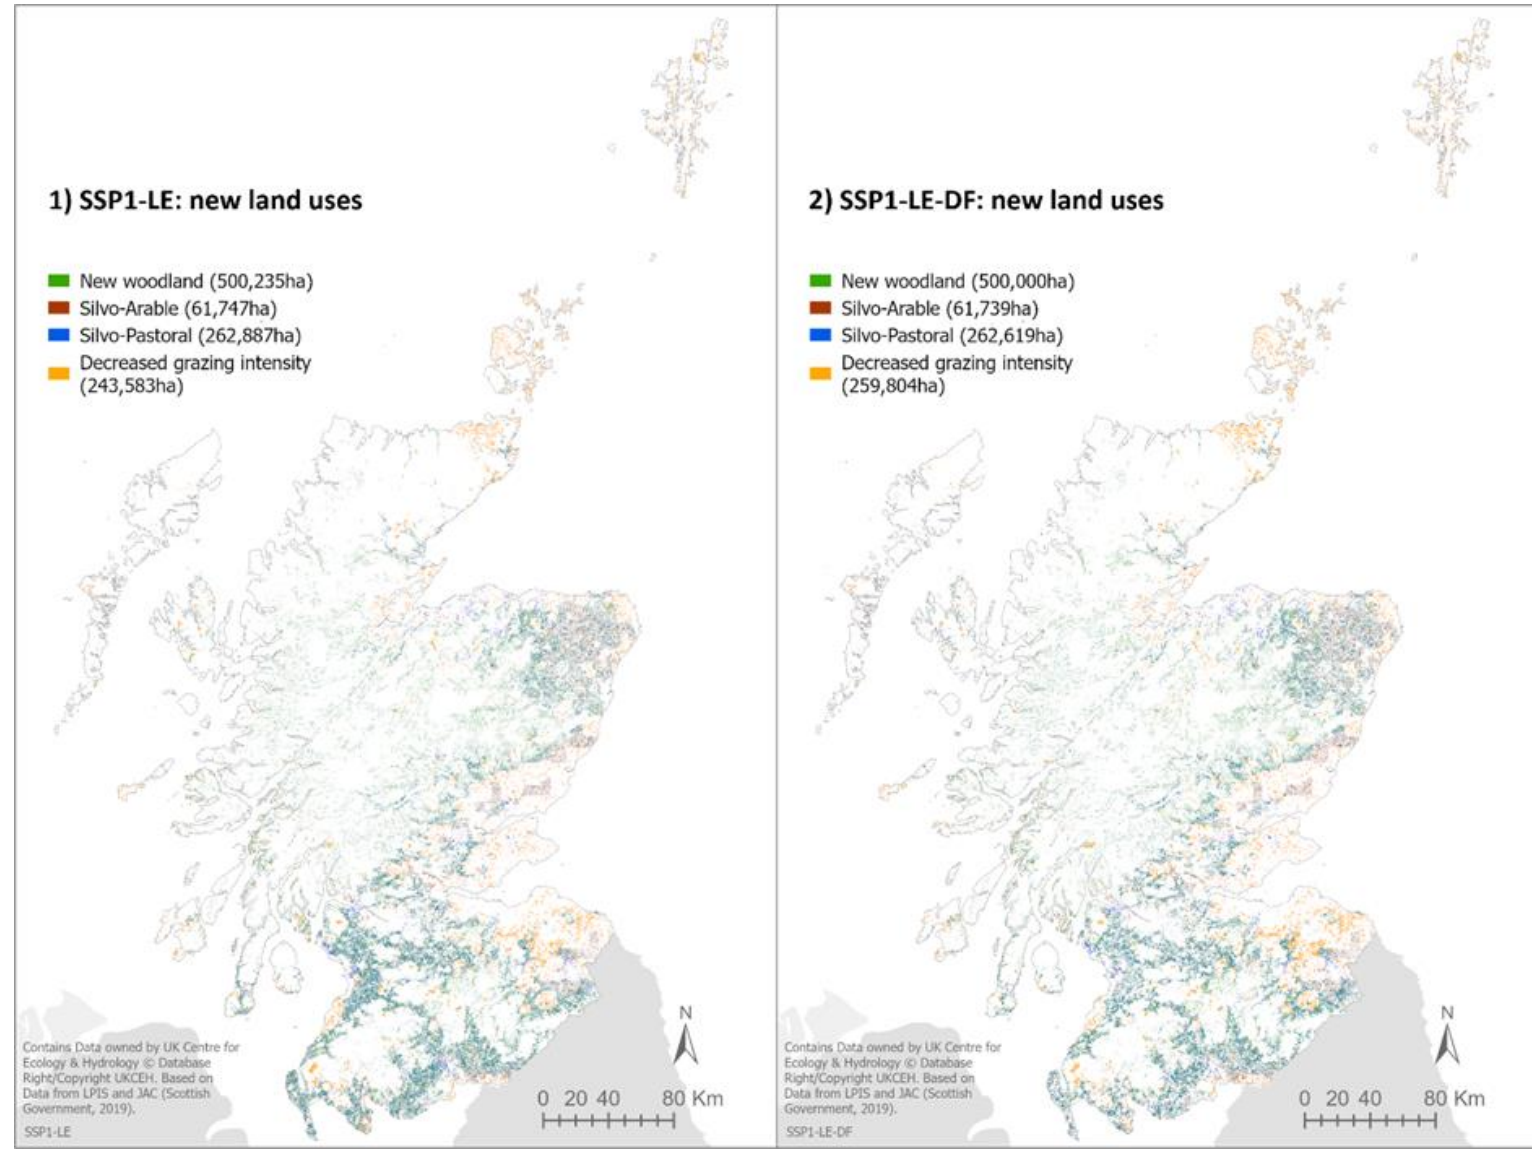 1) SSP1-LE: new land uses
New woodland (500,235ha)
Silvo-Arable (61,747ha)
Silvo-Pastoral (262,887ha)
Decreased grazing intensity
(243,583ha)
N
Contains Data owned by UK Centre for
Ecology & Hydrology © Database
Right/Copyright UKCEH. Based on
Data from LPIS and JAC (Scottish
Government, 2019).
SSP1-LE
0 20 40 80 Km
2) SSP1-LE-DF: new land uses
New woodland (500,000ha)
Silvo-Arable (61,739ha)
Silvo-Pastoral (262,619ha)
Decreased grazing intensity
(259,804ha)
N
Contains Data owned by UK Centre for
Ecology & Hydrology © Database
Right/Copyright UKCEH. Based on
Data from LPIS and JAC (Scottish
Government, 2019).
SSP1-LE-DF
0 20 40 80 Km